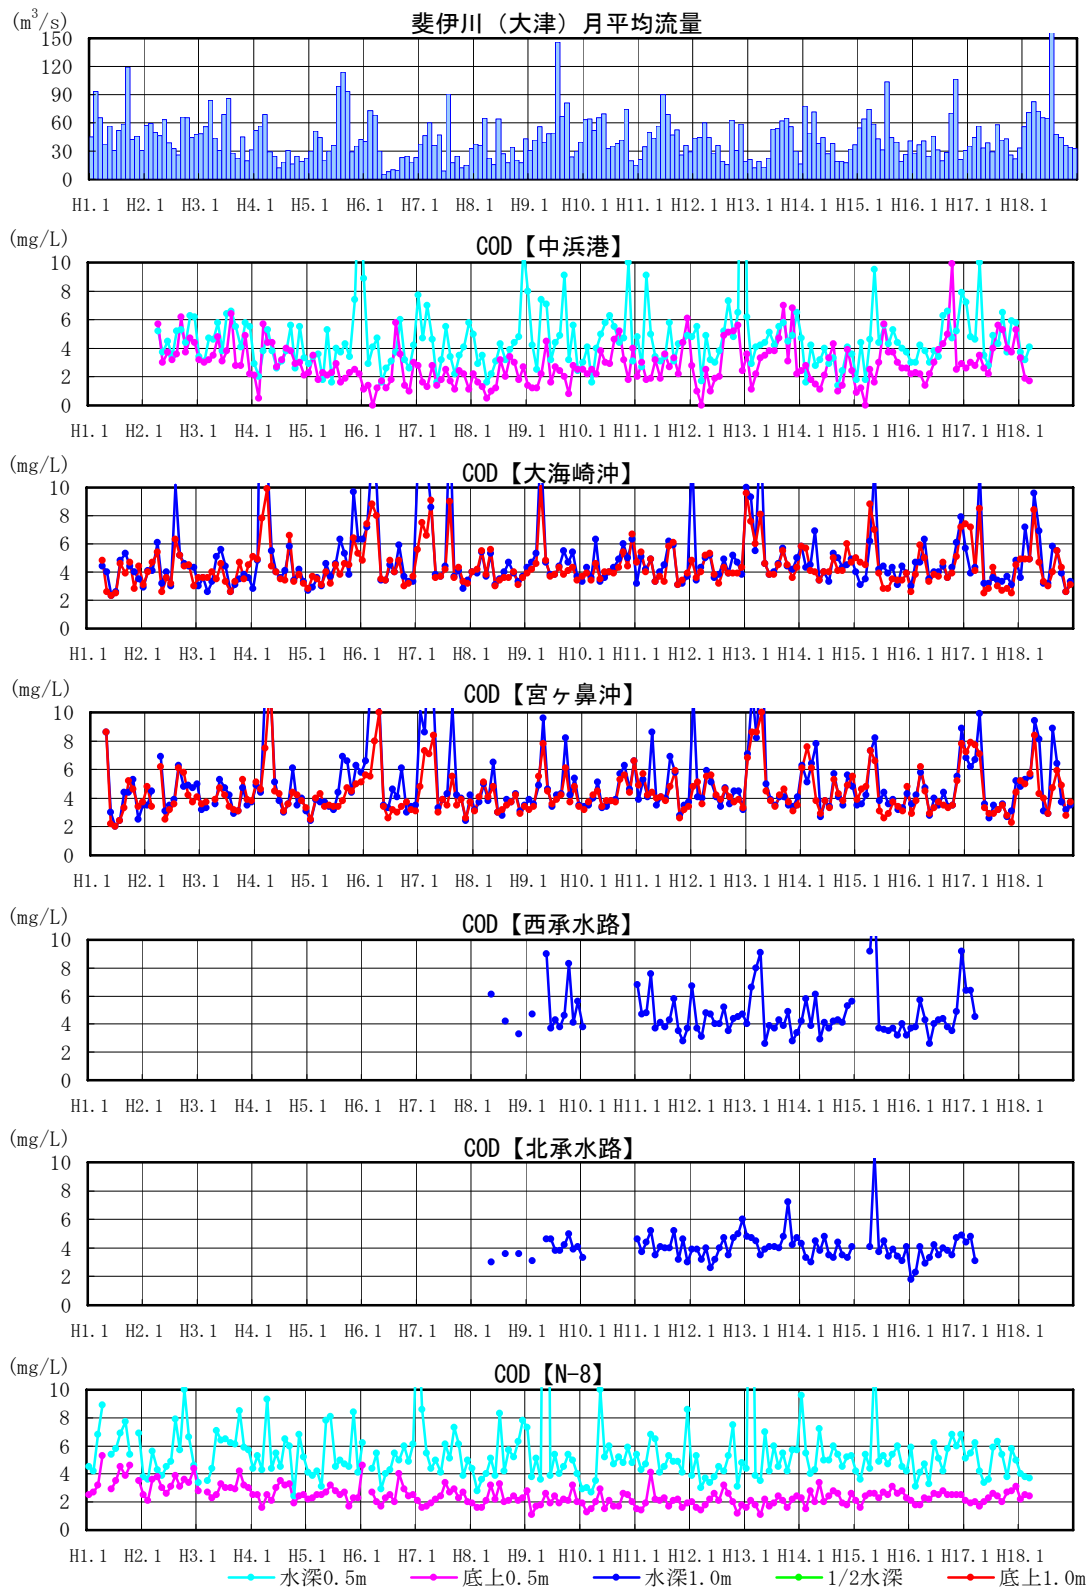 (m³/s) 斐伊川（大津）月平均流量
150
120
90
60
30
0
H1.1 H2.1 H3.1 H4.1 H5.1 H6.1 H7.1 H8.1 H9.1 H10.1 H11.1 H12.1 H13.1 H14.1 H15.1 H16.1 H17.1 H18.1
(mg/L) COD【中浜港】
10
8
6
4
2
0
H1.1 H2.1 H3.1 H4.1 H5.1 H6.1 H7.1 H8.1 H9.1 H10.1 H11.1 H12.1 H13.1 H14.1 H15.1 H16.1 H17.1 H18.1
(mg/L) COD【大海崎沖】
10
8
6
4
2
0
H1.1 H2.1 H3.1 H4.1 H5.1 H6.1 H7.1 H8.1 H9.1 H10.1 H11.1 H12.1 H13.1 H14.1 H15.1 H16.1 H17.1 H18.1
(mg/L) COD【宮ヶ鼻沖】
10
8
6
4
2
0
H1.1 H2.1 H3.1 H4.1 H5.1 H6.1 H7.1 H8.1 H9.1 H10.1 H11.1 H12.1 H13.1 H14.1 H15.1 H16.1 H17.1 H18.1
(mg/L) COD【西承水路】
10
8
6
4
2
0
H1.1 H2.1 H3.1 H4.1 H5.1 H6.1 H7.1 H8.1 H9.1 H10.1 H11.1 H12.1 H13.1 H14.1 H15.1 H16.1 H17.1 H18.1
(mg/L) COD【北承水路】
10
8
6
4
2
0
H1.1 H2.1 H3.1 H4.1 H5.1 H6.1 H7.1 H8.1 H9.1 H10.1 H11.1 H12.1 H13.1 H14.1 H15.1 H16.1 H17.1 H18.1
(mg/L) COD【N-8】
10
8
6
4
2
0
H1.1 H2.1 H3.1 H4.1 H5.1 H6.1 H7.1 H8.1 H9.1 H10.1 H11.1 H12.1 H13.1 H14.1 H15.1 H16.1 H17.1 H18.1
水深0.5m 底上0.5m 水深1.0m 1/2水深 底上1.0m